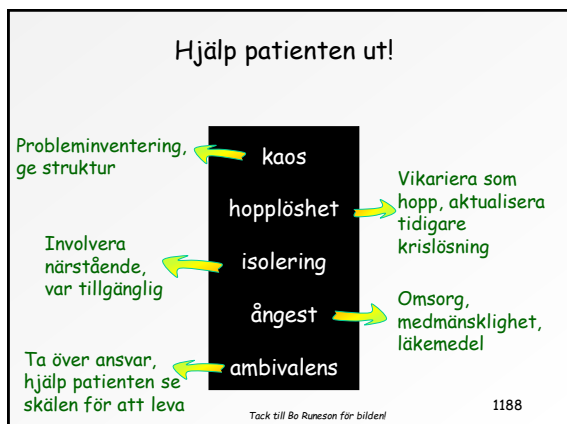 Hjälp patienten ut!
Probleminventering,
ge struktur
kaos
hopplöshet
Vikariera som
hopp, aktualisera
tidigare
krislösning
Involvera
närstående,
var tillgänglig
isolering
ångest
Omsorg,
medmänsklighet,
läkemedel
Ta över ansvar,
hjälp patienten se
skälen för att leva
ambivalens
Tack till Bo Runeson för bilden!
1188